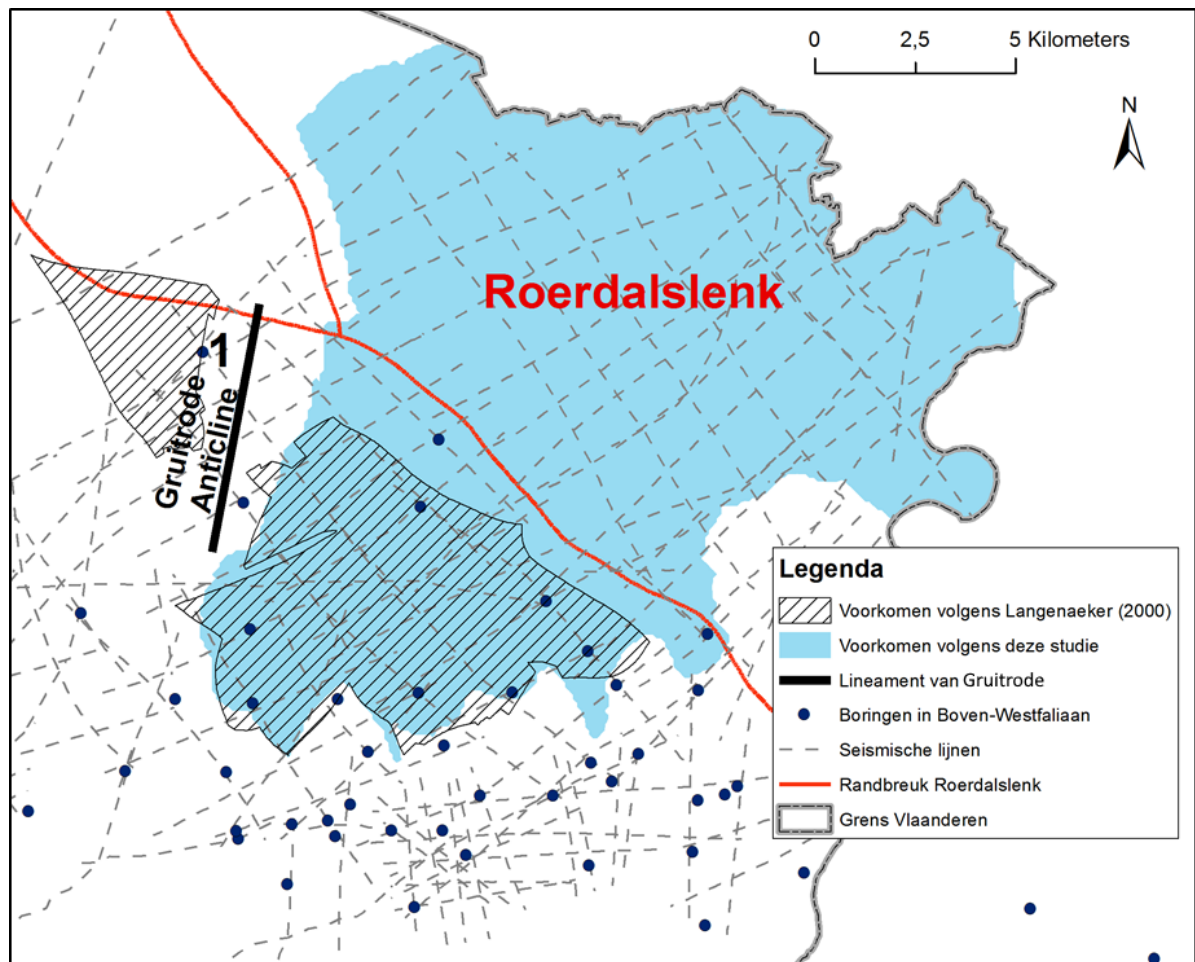 0 2,5 5 Kilometers
N
Roerdalslenk
1
Gruitrode
Anticline
Legenda
Voorkomen volgens Langenaeker (2000)
Voorkomen volgens deze studie
Lineament van Gruitrode
Boringen in Boven-Westfaliaan
Seismische lijnen
Randbreuk Roerdalslenk
Grens Vlaanderen